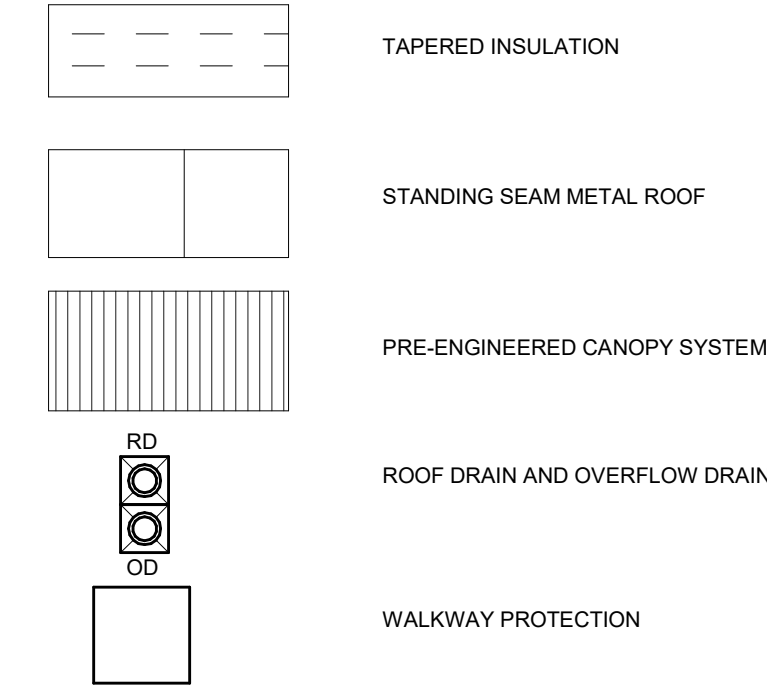 TAPERED INSULATION
STANDING SEAM METAL ROOF
PRE-ENGINEERED CANOPY SYSTEM
RD
ROOF DRAIN AND OVERFLOW DRAIN
OD
WALKWAY PROTECTION